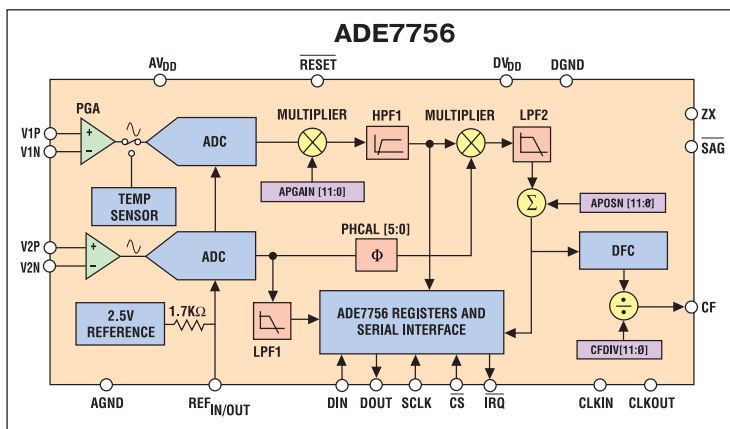 ADE7756
AVDD
RESET
DVDD
DGND
PGA
MULTIPLIER
HPF1
MULTIPLIER
LPF2
ZX
V1P
+
V1N
−
ADC
SAG
APGAIN [11:0]
TEMP
SENSOR
Σ
APOSN [11:Ø]
V2P
+
V2N
−
ADC
PHCAL [5:0]
Φ
DFC
2.5V
REFERENCE
1.7KΩ
LPF1
ADE7756 REGISTERS AND
SERIAL INTERFACE
÷
CF
CFDIV[11:Ø]
AGND
REFIN/OUT
DIN
DOUT
SCLK
CS
IRQ
CLKIN
CLKOUT